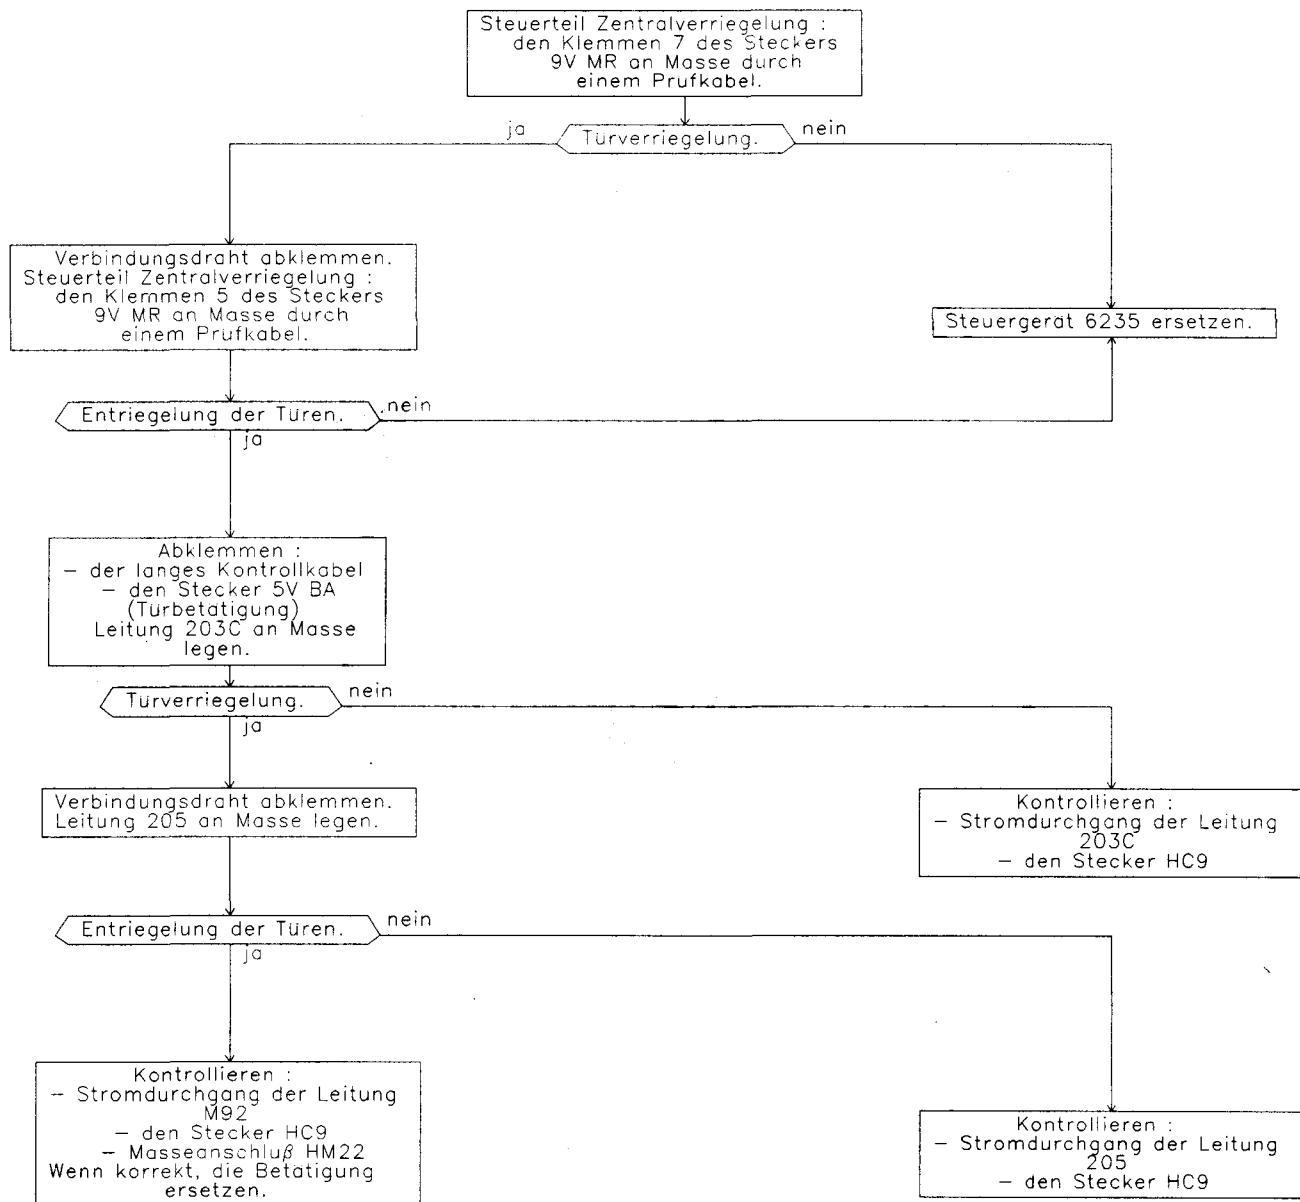 Steuerteil Zentralverriegelung :
den Klemmen 7 des Steckers
9V MR an Masse durch
einem Prufkabel.
ja
Türverriegelung.
nein
Verbindungsdraht abklemmen.
Steuerteil Zentralverriegelung :
den Klemmen 5 des Steckers
9V MR an Masse durch
einem Prüfkabel.
Steuergerät 6235 ersetzen.
Entriegelung der Türen.
nein
ja
Abklemmen :
– der langes Kontrollkabel
– den Stecker 5V BA
(Türbetätigung)
Leitung 203C an Masse
legen.
Türverriegelung.
nein
ja
Verbindungsdraht abklemmen.
Leitung 205 an Masse legen.
Kontrollieren :
– Stromdurchgang der Leitung
203C
– den Stecker HC9
Entriegelung der Türen.
nein
ja
Kontrollieren :
– Stromdurchgang der Leitung
M92
– den Stecker HC9
– Masseanschluß HM22
Wenn korrekt, die Betätigung
ersetzen.
Kontrollieren :
– Stromdurchgang der Leitung
205
– den Stecker HC9